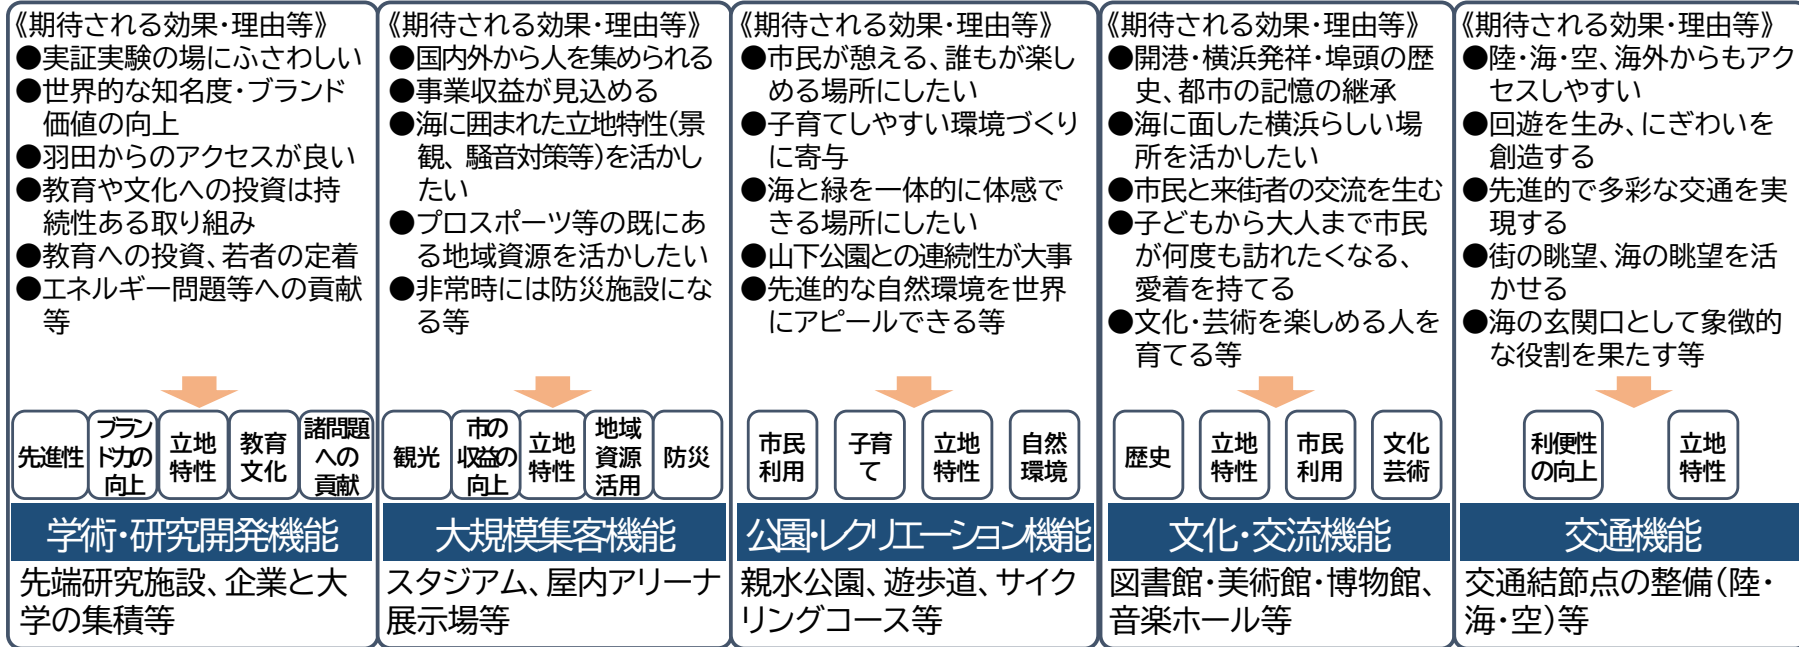 《期待される効果・理由等》
●実証実験の場にふさわしい
●世界的な知名度・ブランド
価値の向上
●羽田からのアクセスが良い
●教育や文化への投資は持
続性ある取り組み
●教育への投資、若者の定着
●エネルギー問題等への貢献
等
先進性
ブラン
ド力の
向上
立地
特性
教育
文化
諸問題
への
貢献
学術・研究開発機能
先端研究施設、企業と大
学の集積等
《期待される効果・理由等》
●国内外から人を集められる
●事業収益が見込める
●海に囲まれた立地特性(景
観、騒音対策等)を活かし
たい
●プロスポーツ等の既にあ
る地域資源を活かしたい
●非常時には防災施設にな
る等
観光
市の
収益の
向上
立地
特性
地域
資源
活用
防災
大規模集客機能
スタジアム、屋内アリーナ
展示場等
《期待される効果・理由等》
●市民が憩える、誰もが楽し
める場所にしたい
●子育てしやすい環境づくり
に寄与
●海と緑を一体的に体感で
きる場所にしたい
●山下公園との連続性が大事
●先進的な自然環境を世界
にアピールできる等
市民
利用
子育
て
立地
特性
自然
環境
公園・レクリエーション機能
親水公園、遊歩道、サイク
リングコース等
《期待される効果・理由等》
●開港・横浜発祥・埠頭の歴
史、都市の記憶の継承
●海に面した横浜らしい場
所を活かしたい
●市民と来街者の交流を生む
●子どもから大人まで市民
が何度も訪れたくなる、
愛着を持てる
●文化・芸術を楽しめる人を
育てる等
歴史
立地
特性
市民
利用
文化
芸術
文化・交流機能
図書館・美術館・博物館、
音楽ホール等
《期待される効果・理由等》
●陸・海・空、海外からもアク
セスしやすい
●回遊を生み、にぎわいを
創造する
●先進的で多彩な交通を実
現する
●街の眺望、海の眺望を活
かせる
●海の玄関口として象徴的
な役割を果たす等
利便性
の向上
立地
特性
交通機能
交通結節点の整備(陸・
海・空)等